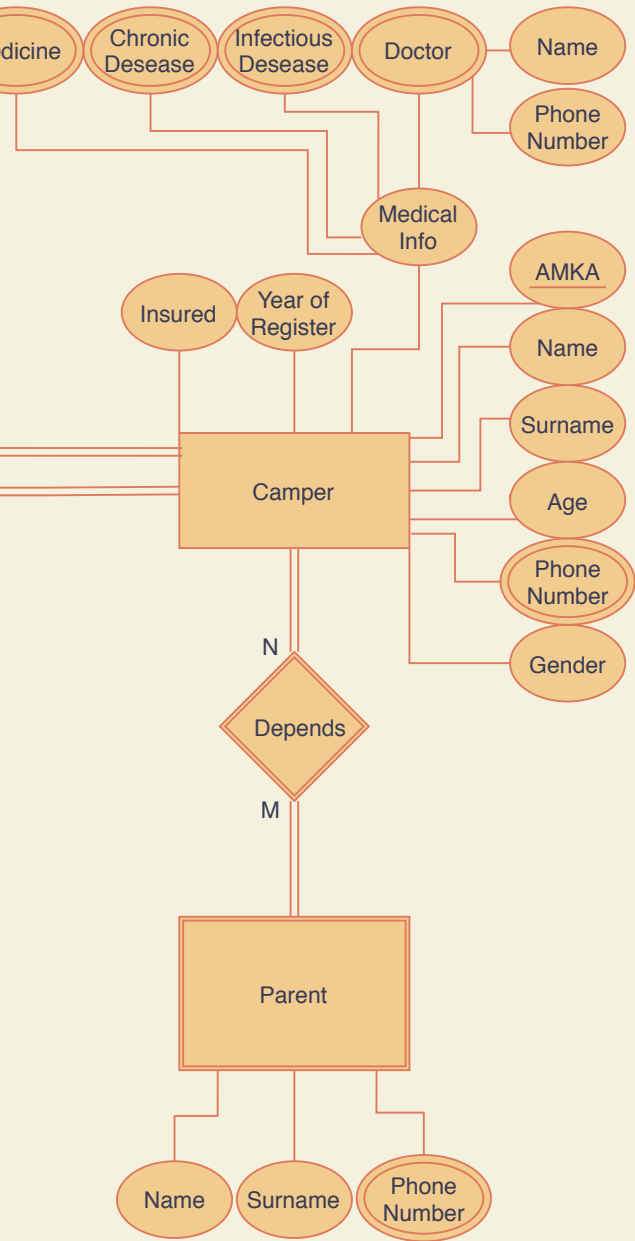 edicine
Chronic
Desease
Infectious
Desease
Doctor
Name
Phone
Number
Medical
Info
AMKA
Insured
Year of
Register
Name
Surname
Camper
Age
Phone
Number
Gender
N
Depends
M
Parent
Name
Surname
Phone
Number